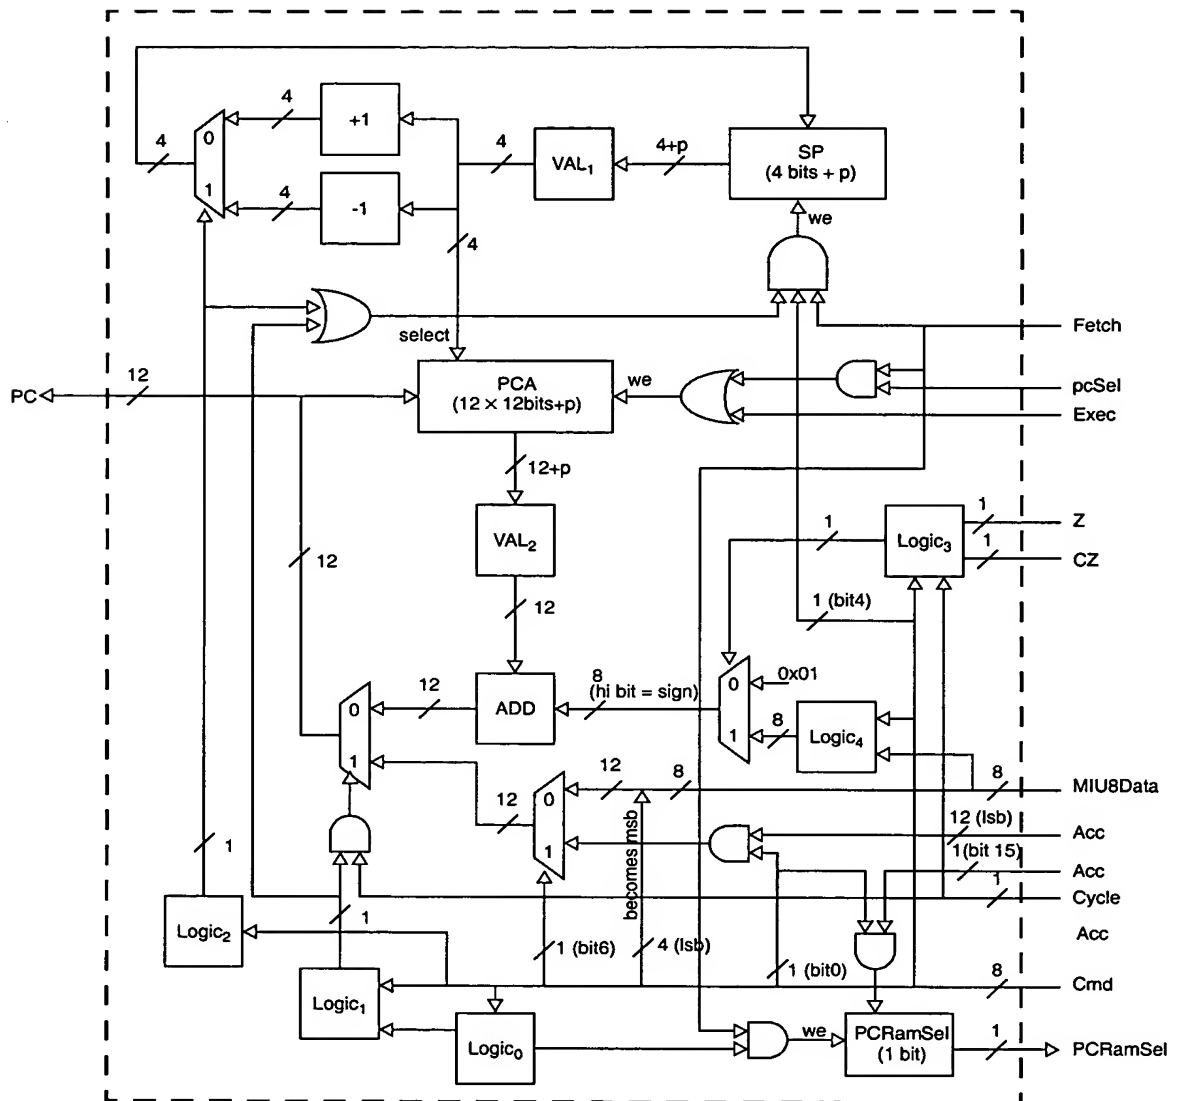 4
+1
0
4
VAL₁
4
4+p
SP
(4 bits + p)
4
1
4
-1
4
we
select
Fetch
PC
12
PCA
(12 × 12bits+p)
we
pcSel
Exec
12+p
12
VAL₂
12
1
Logic₃
1
Z
1
CZ
1 (bit4)
0
12
ADD
8
(hi bit = sign)
0
0x01
1
8
Logic₄
1
12
0
12
8
8
MIU8Data
1
becomes msb
12 (lsb)
Acc
1
1(bit 15)
Acc
1
Cycle
Logic₂
1
Acc
1 (bit6)
4 (lsb)
1 (bit0)
8
Cmd
Logic₁
Logic₀
we
PCRamSel
(1 bit)
1
PCRamSel